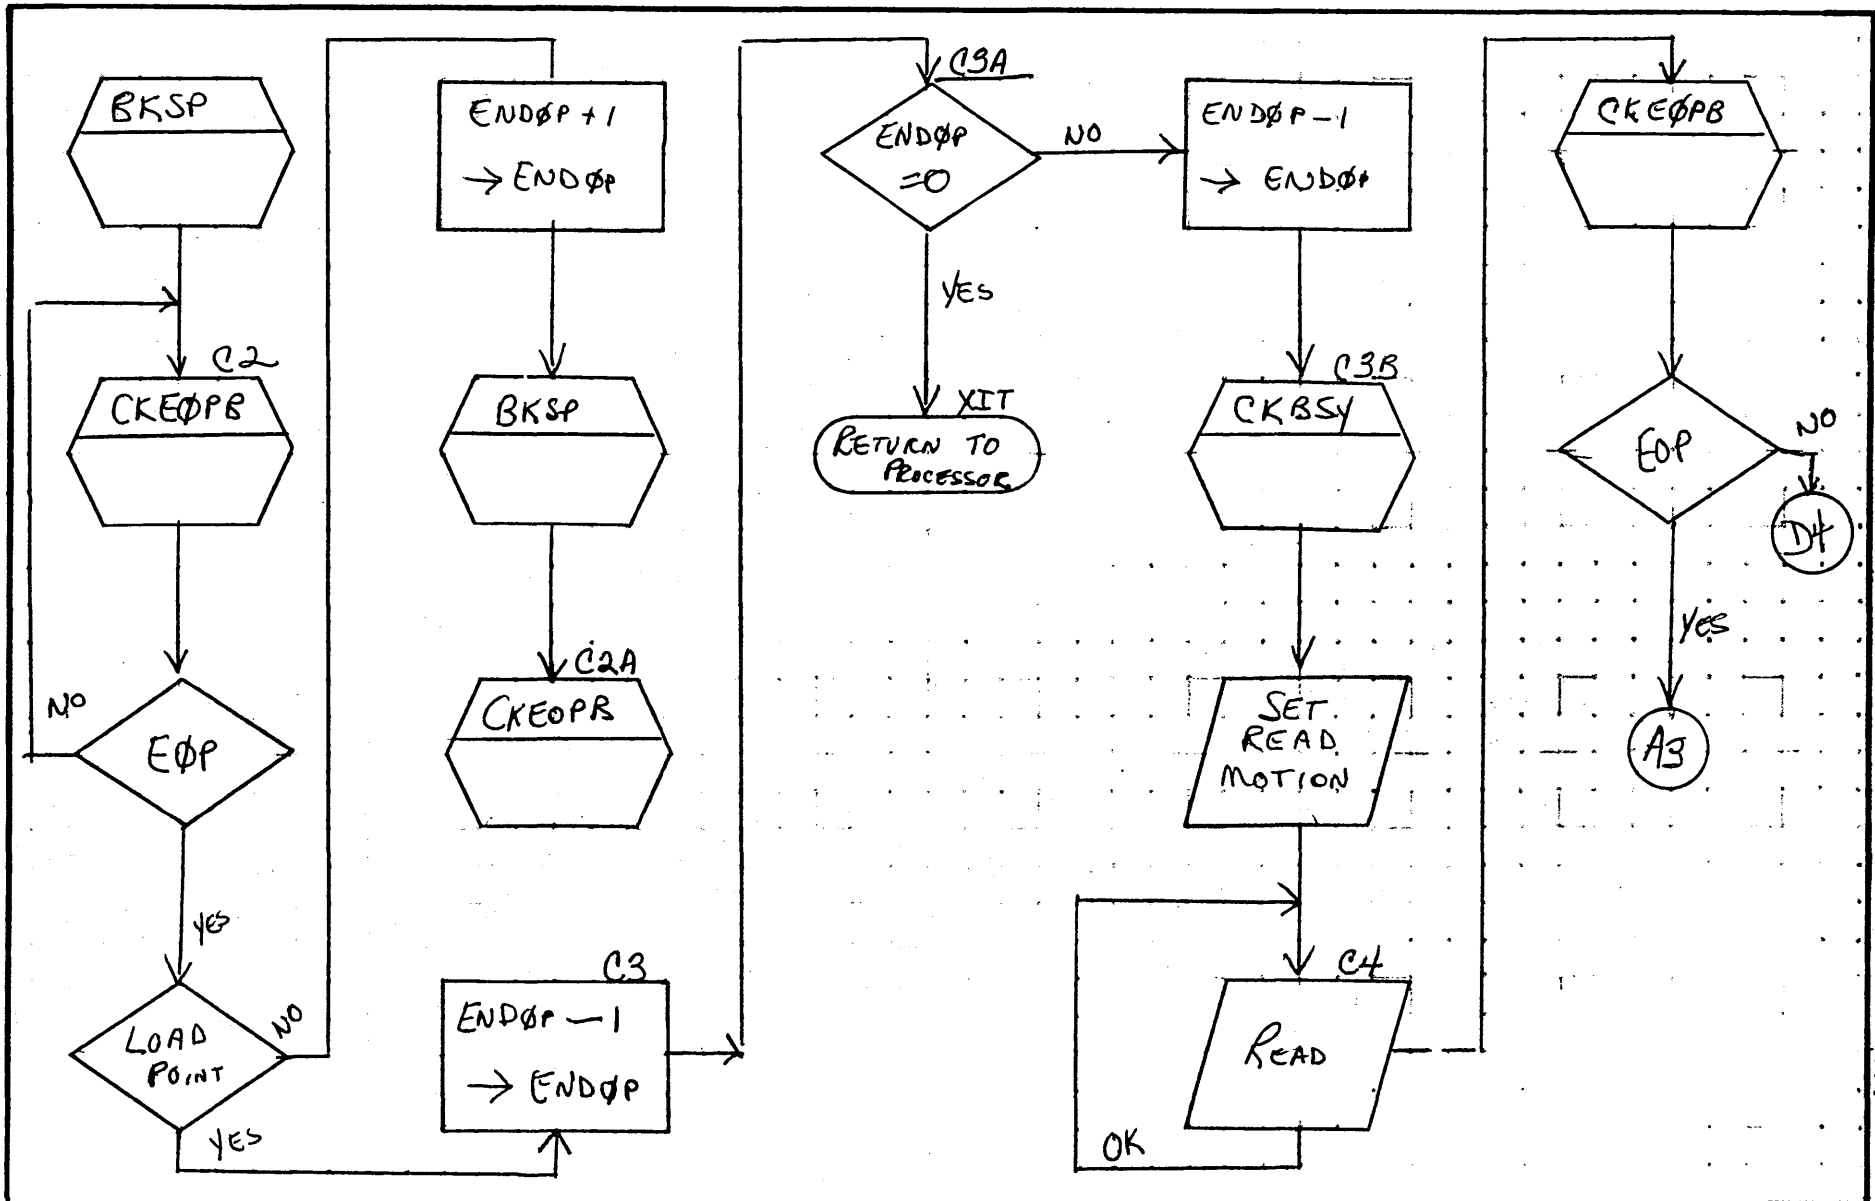 BKSP
C2
CKEØPB
EØP
NO
YES
LOAD
POINT
NO
YES
ENDØP + 1
→ ENDØP
BKSP
C2A
CKEOPB
C3
ENDØP — 1
→ ENDØP
C3A
ENDØP
=0
NO
YES
XIT
RETURN TO
PROCESSOR
ENDØP - 1
→ ENDØP
C3B
CKBSY
SET
READ
MOTION
C4
READ
OK
CKEØPB
EOP
NO
D4
YES
A3